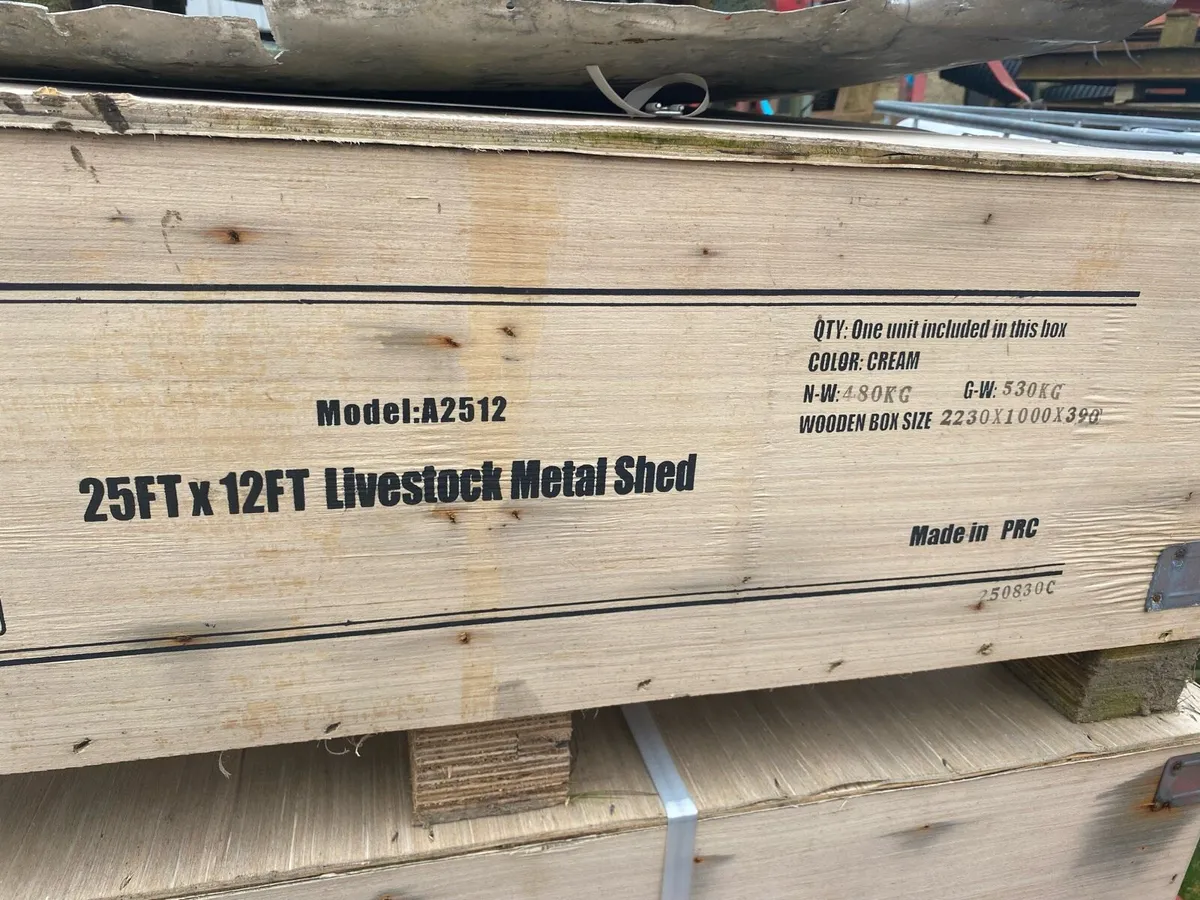 Model:A2512
25FT x 12FT Livestock Metal Shed
QTY: One unit included in this box
COLOR: CREAM
N-W: 480KG G-W: 530KG
WOODEN BOX SIZE 2230X1000X390
Made in PRC
250830C